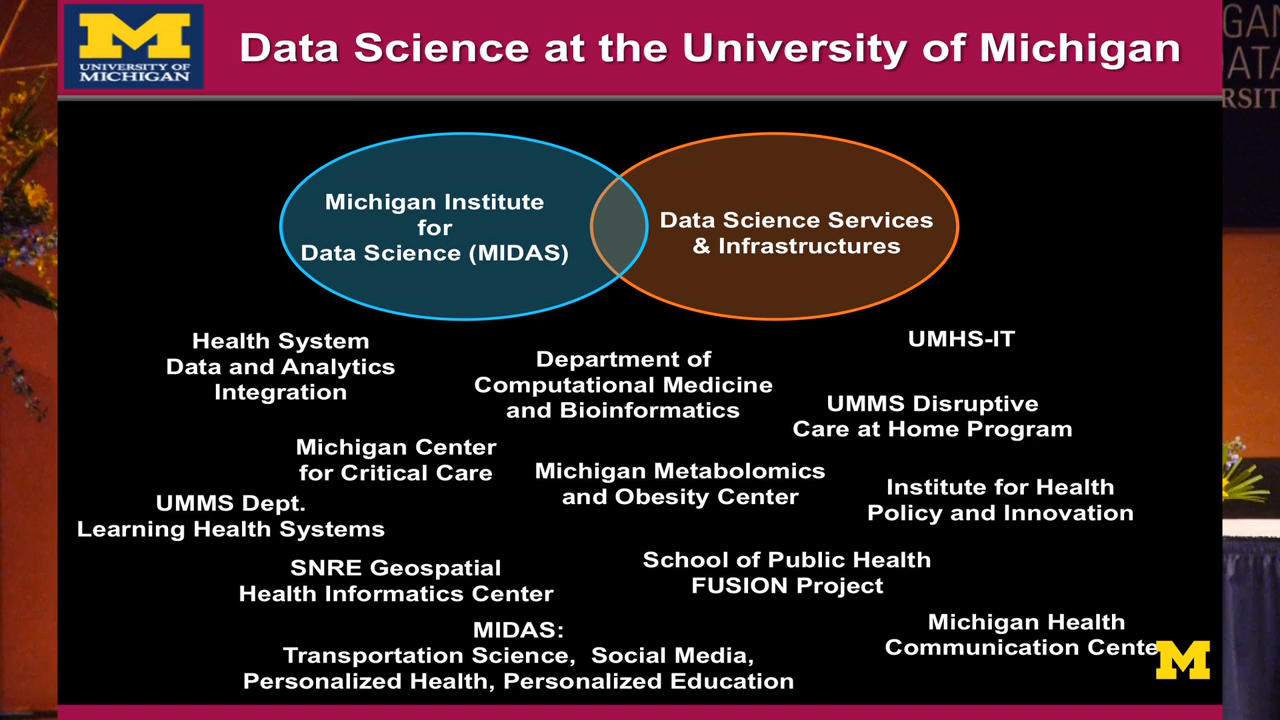 UNIVERSITY OF
MICHIGAN
Data Science at the University of Michigan
Michigan Institute
for
Data Science (MIDAS)
Data Science Services
& Infrastructures
Health System
Data and Analytics
Integration
Department of
Computational Medicine
and Bioinformatics
UMHS-IT
UMMS Disruptive
Care at Home Program
Michigan Center
for Critical Care
Michigan Metabolomics
and Obesity Center
Institute for Health
Policy and Innovation
UMMS Dept.
Learning Health Systems
SNRE Geospatial
Health Informatics Center
School of Public Health
FUSION Project
MIDAS:
Transportation Science, Social Media,
Personalized Health, Personalized Education
Michigan Health
Communication